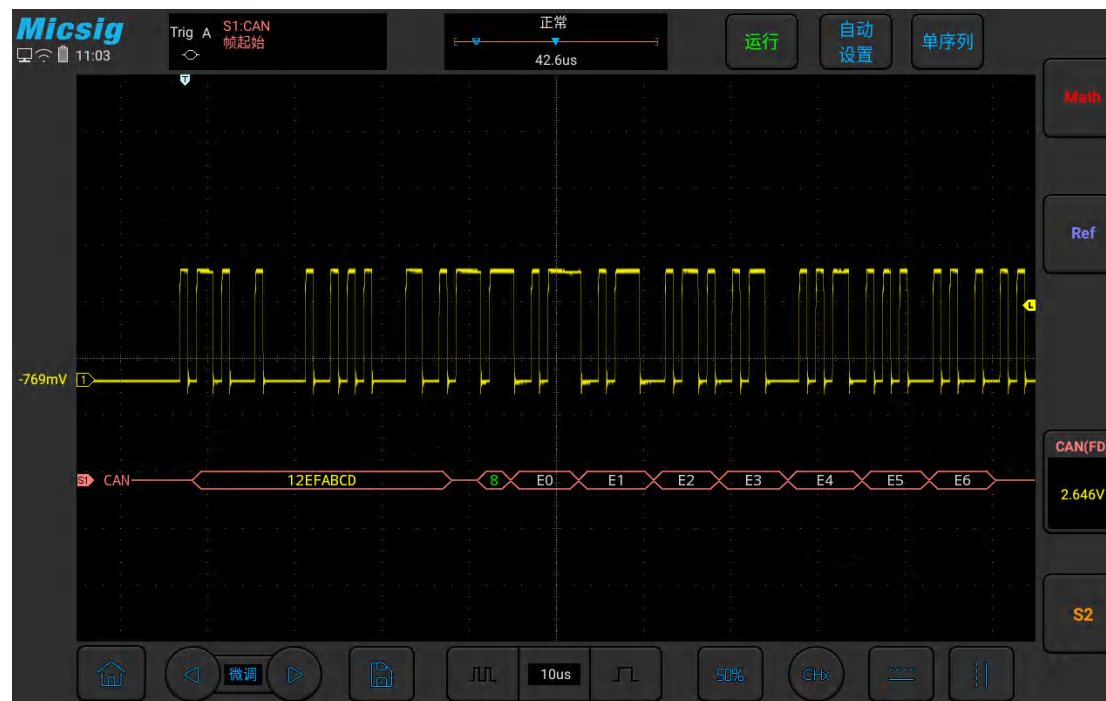 Micsig
11:03
Trig A S1:CAN
帧起始
正常
42.6us
运行
自动
设置
单序列
T
Math
Ref
L
-769mV 1
S1 CAN 12EFABCD 8 E0 E1 E2 E3 E4 E5 E6
CAN(FD
2.646V
S2
微调
10us
50%
CHx